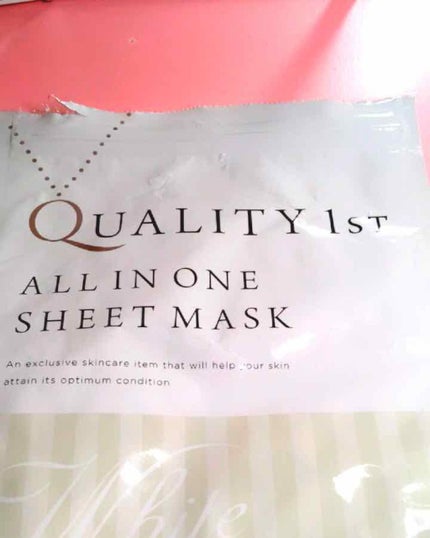 QUALITY 1ST
ALL IN ONE
SHEET MASK
An exclusive skincare item that will help your skin
attain its optimum condition
White